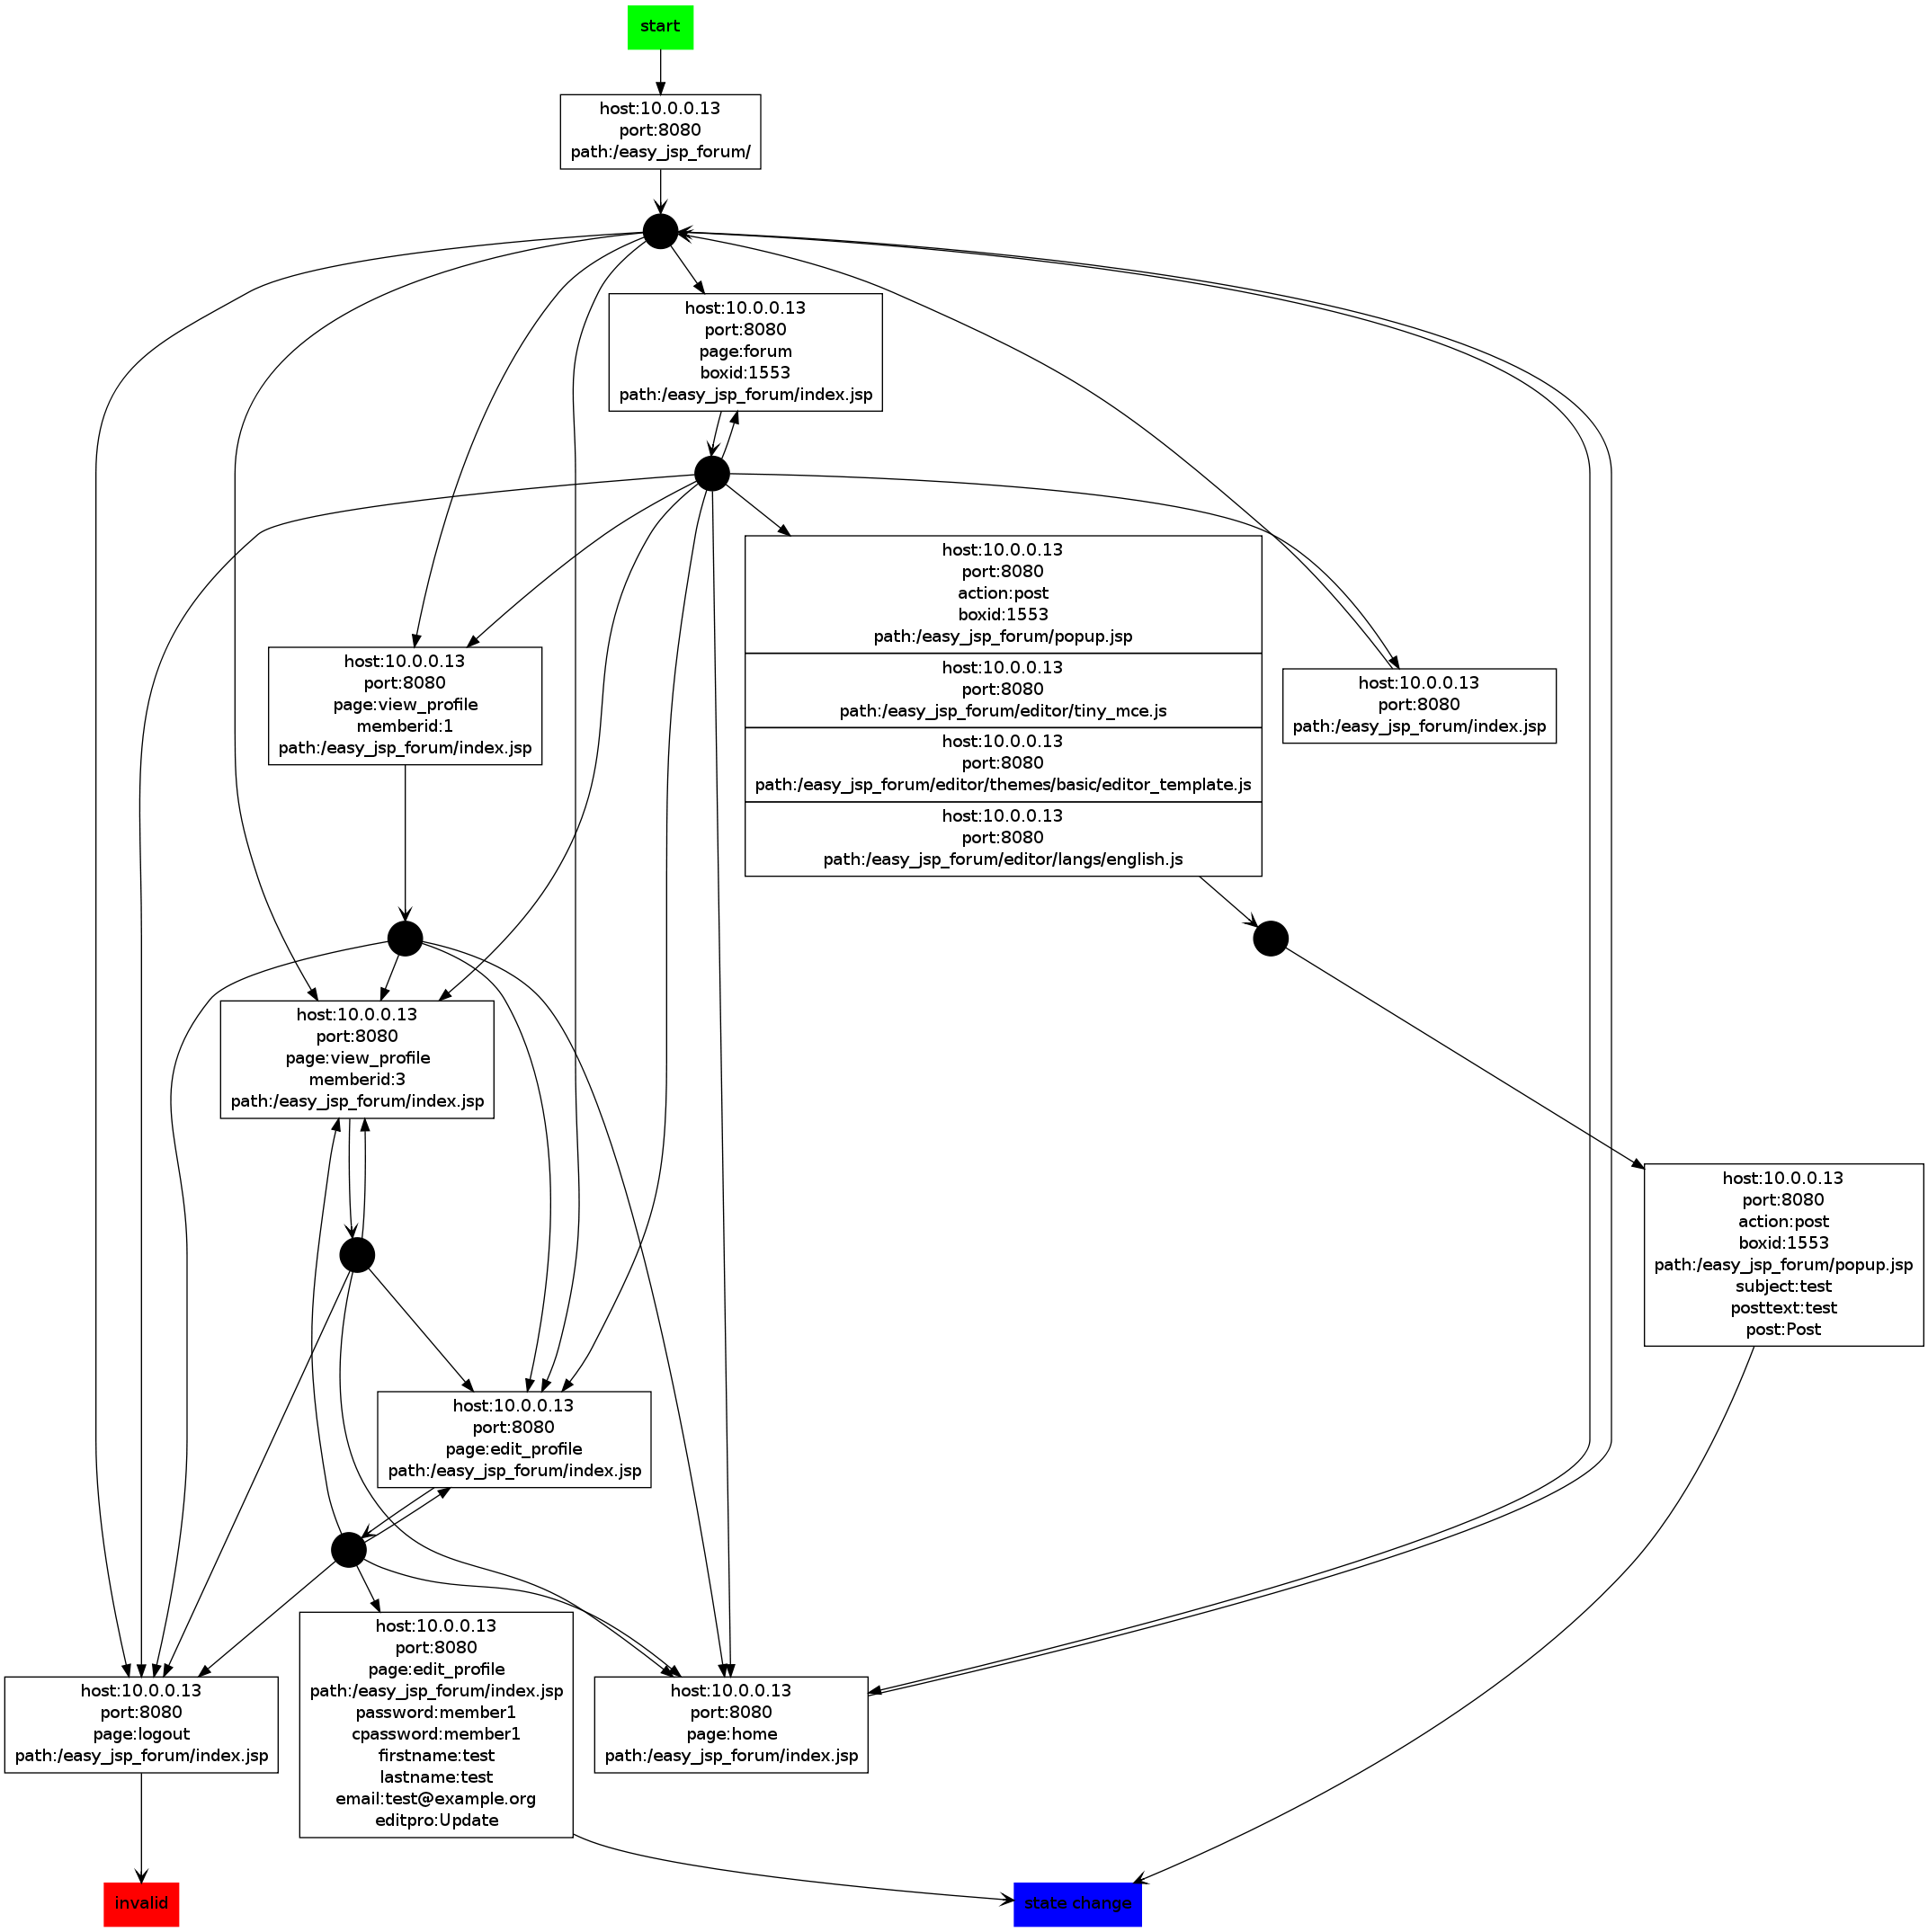 start
host:10.0.0.13
port:8080
path:/easy_jsp_forum/
host:10.0.0.13
port:8080
page:forum
boxid:1553
path:/easy_jsp_forum/index.jsp
host:10.0.0.13
port:8080
action:post
boxid:1553
path:/easy_jsp_forum/popup.jsp
host:10.0.0.13
port:8080
path:/easy_jsp_forum/editor/tiny_mce.js
host:10.0.0.13
port:8080
path:/easy_jsp_forum/editor/themes/basic/editor_template.js
host:10.0.0.13
port:8080
path:/easy_jsp_forum/editor/langs/english.js
host:10.0.0.13
port:8080
page:view_profile
memberid:1
path:/easy_jsp_forum/index.jsp
host:10.0.0.13
port:8080
path:/easy_jsp_forum/index.jsp
host:10.0.0.13
port:8080
page:view_profile
memberid:3
path:/easy_jsp_forum/index.jsp
host:10.0.0.13
port:8080
action:post
boxid:1553
path:/easy_jsp_forum/popup.jsp
subject:test
posttext:test
post:Post
host:10.0.0.13
port:8080
page:edit_profile
path:/easy_jsp_forum/index.jsp
host:10.0.0.13
port:8080
page:logout
path:/easy_jsp_forum/index.jsp
host:10.0.0.13
port:8080
page:edit_profile
path:/easy_jsp_forum/index.jsp
password:member1
cpassword:member1
firstname:test
lastname:test
email:test@example.org
editpro:Update
host:10.0.0.13
port:8080
page:home
path:/easy_jsp_forum/index.jsp
invalid
state change